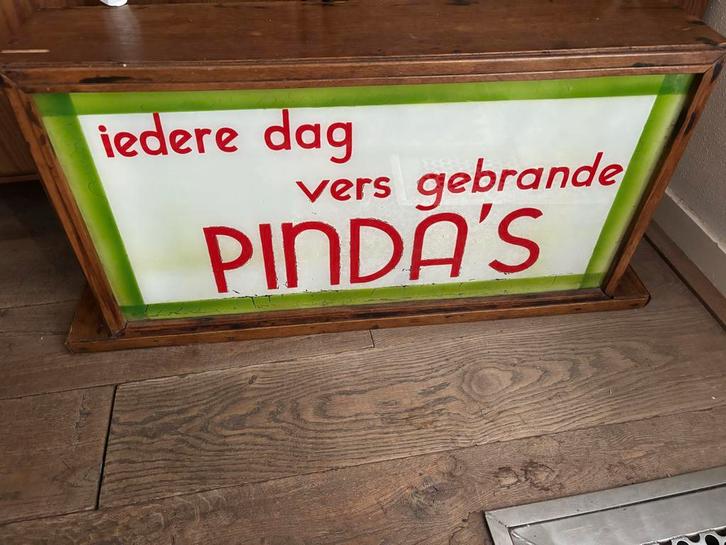 iedere dag
vers gebrande
PINDA'S